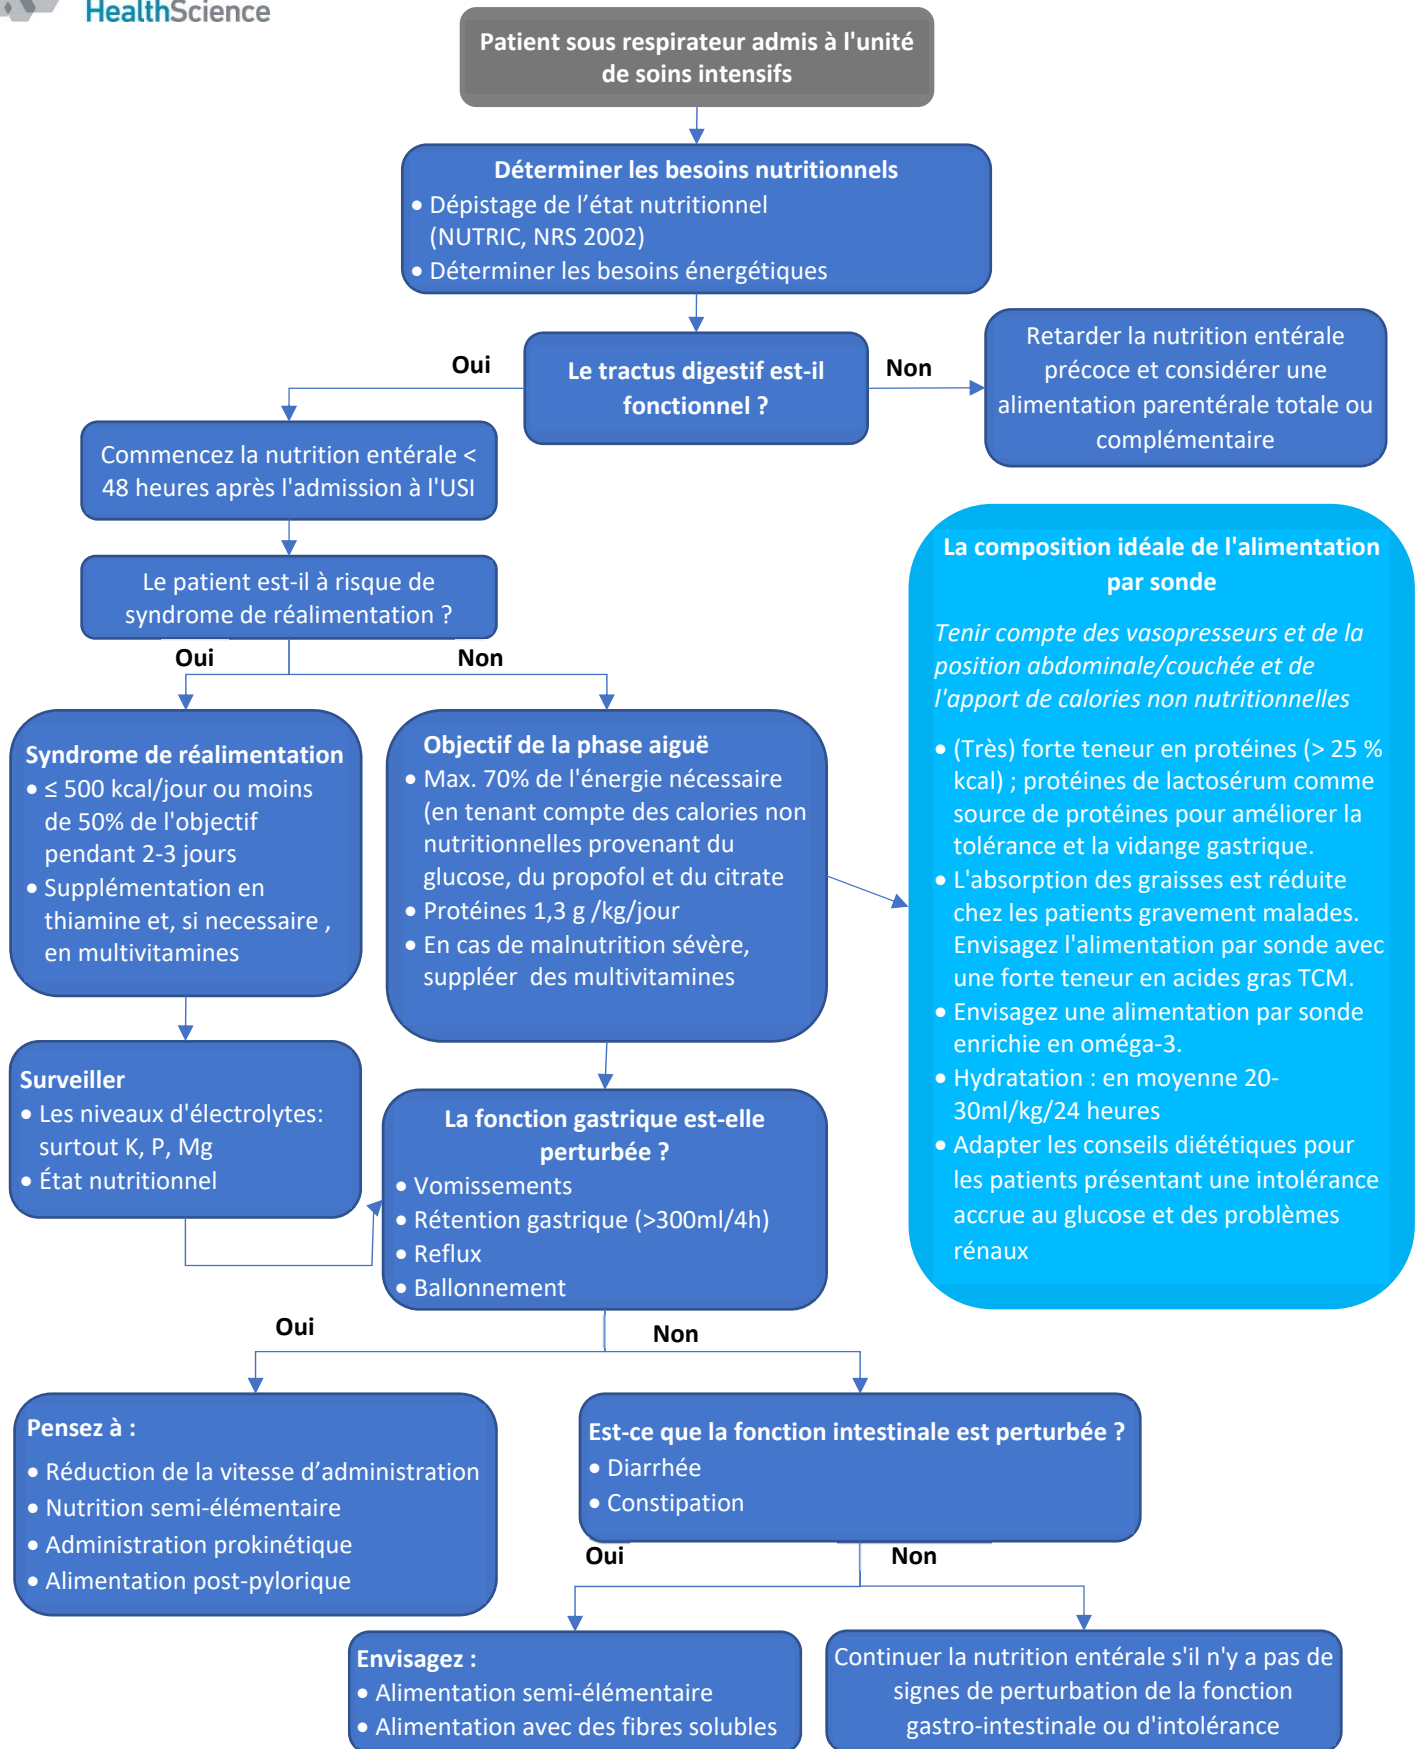 HealthScience
Patient sous respirateur admis à l'unité
de soins intensifs
Déterminer les besoins nutritionnels
• Dépistage de l’état nutritionnel
(NUTRIC, NRS 2002)
• Déterminer les besoins énergétiques
Le tractus digestif est-il
fonctionnel ?
Oui
Non
Retarder la nutrition entérale
précoce et considérer une
alimentation parentérale totale ou
complémentaire
Commencez la nutrition entérale <
48 heures après l'admission à l'USI
Le patient est-il à risque de
syndrome de réalimentation ?
Oui
Non
Syndrome de réalimentation
• ≤ 500 kcal/jour ou moins
de 50% de l'objectif
pendant 2-3 jours
• Supplémentation en
thiamine et, si necessaire ,
en multivitamines
Objectif de la phase aiguë
• Max. 70% de l'énergie nécessaire
(en tenant compte des calories non
nutritionnelles provenant du
glucose, du propofol et du citrate
• Protéines 1,3 g /kg/jour
• En cas de malnutrition sévère,
suppléer  des multivitamines
La composition idéale de l'alimentation
par sonde
Tenir compte des vasopresseurs et de la
position abdominale/couchée et de
l'apport de calories non nutritionnelles
• (Très) forte teneur en protéines (> 25 %
kcal) ; protéines de lactosérum comme
source de protéines pour améliorer la
tolérance et la vidange gastrique.
• L'absorption des graisses est réduite
chez les patients gravement malades.
Envisagez l'alimentation par sonde avec
une forte teneur en acides gras TCM.
• Envisagez une alimentation par sonde
enrichie en oméga-3.
• Hydratation : en moyenne 20-
30ml/kg/24 heures
• Adapter les conseils diététiques pour
les patients présentant une intolérance
accrue au glucose et des problèmes
rénaux
Surveiller
• Les niveaux d'électrolytes:
surtout K, P, Mg
• État nutritionnel
La fonction gastrique est-elle
perturbée ?
• Vomissements
• Rétention gastrique (>300ml/4h)
• Reflux
• Ballonnement
Oui
Non
Pensez à :
• Réduction de la vitesse d’administration
• Nutrition semi-élémentaire
• Administration prokinétique
• Alimentation post-pylorique
Est-ce que la fonction intestinale est perturbée ?
• Diarrhée
• Constipation
Oui
Non
Envisagez :
• Alimentation semi-élémentaire
• Alimentation avec des fibres solubles
Continuer la nutrition entérale s'il n'y a pas de
signes de perturbation de la fonction
gastro-intestinale ou d'intolérance